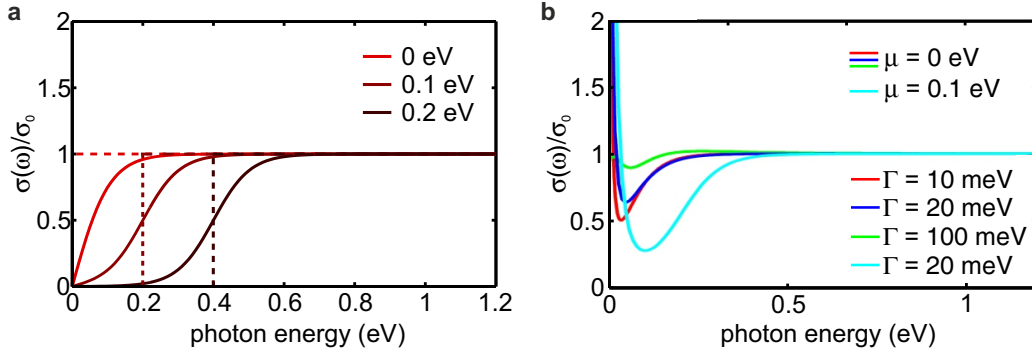 a
2
1.5
1
0.5
0
σ(ω)/σ₀
0 eV
0.1 eV
0.2 eV
0 0.2 0.4 0.6 0.8 1 1.2
photon energy (eV)
b
2
1.5
1
0.5
0
σ(ω)/σ₀
μ = 0 eV
μ = 0.1 eV
Γ = 10 meV
Γ = 20 meV
Γ = 100 meV
Γ = 20 meV
0 0.5 1
photon energy (eV)